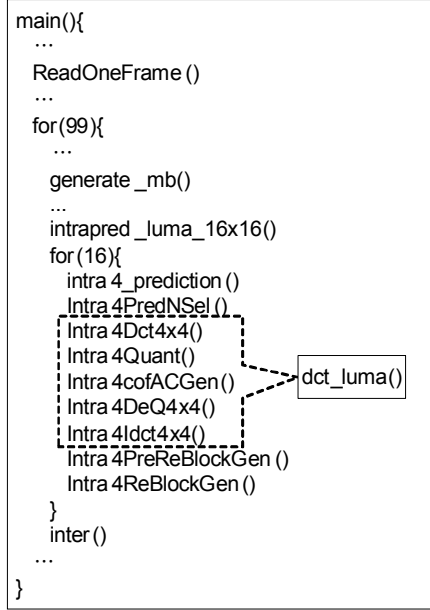 main(){
...
ReadOneFrame ()
...
for(99){
...
generate _mb()
...
intrapred _luma_16x16()
for(16){
intra 4_prediction ()
Intra 4PredNSel ()
Intra 4Dct4x4()
Intra 4Quant()
Intra 4cofACGen()
dct_luma()
Intra 4DeQ4x4()
Intra 4Idct4x4()
Intra 4PreReBlockGen ()
Intra 4ReBlockGen ()
}
inter ()
...
}